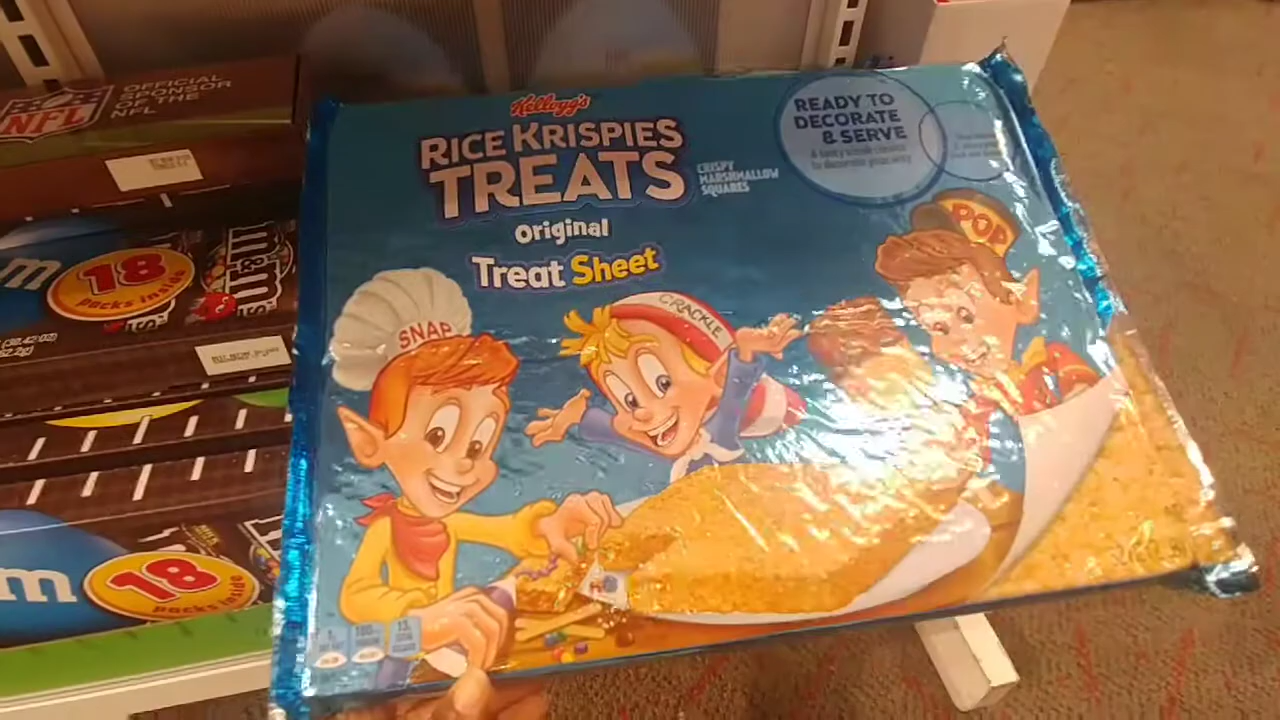 Kellogg's
RICE KRISPIES
TREATS
CRISPY
MARSHMALLOW
SQUARES
Original
Treat Sheet
READY TO
DECORATE
& SERVE
SNAP
CRACKLE
POP
NFL
OFFICIAL
SPONSOR
OF THE
NFL
m
18
packs inside
M&M's
m
18
packs inside